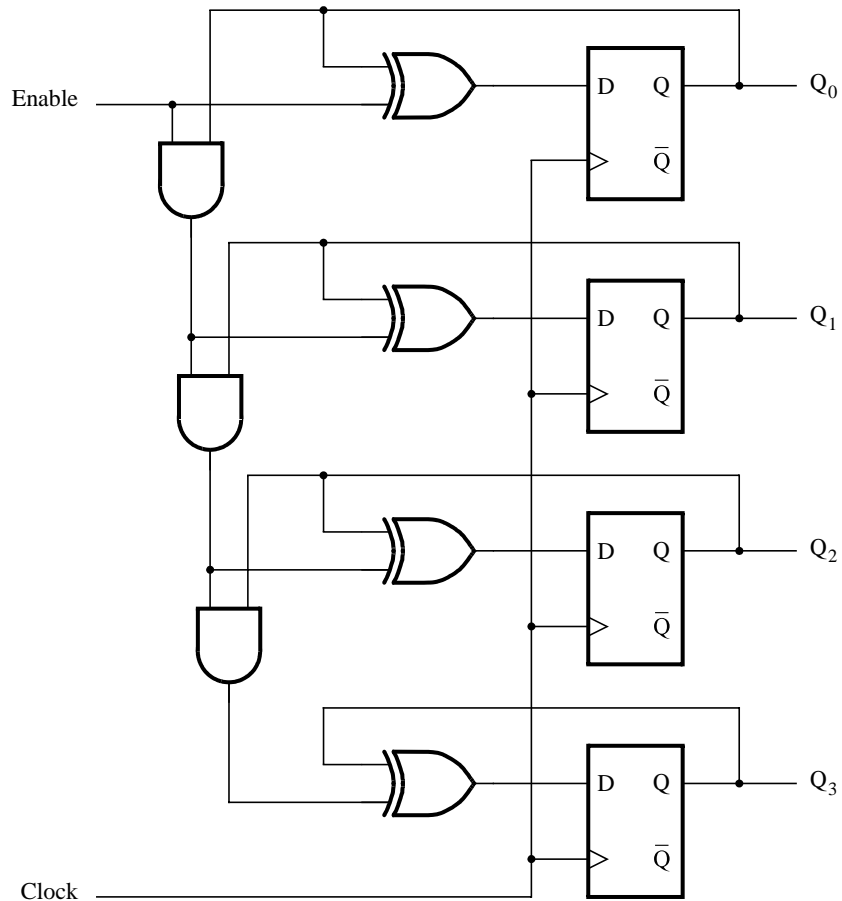 D Q Q₀
Enable
Q̅
D Q Q₁
Q̅
D Q Q₂
Q̅
D Q Q₃
Q̅
Clock